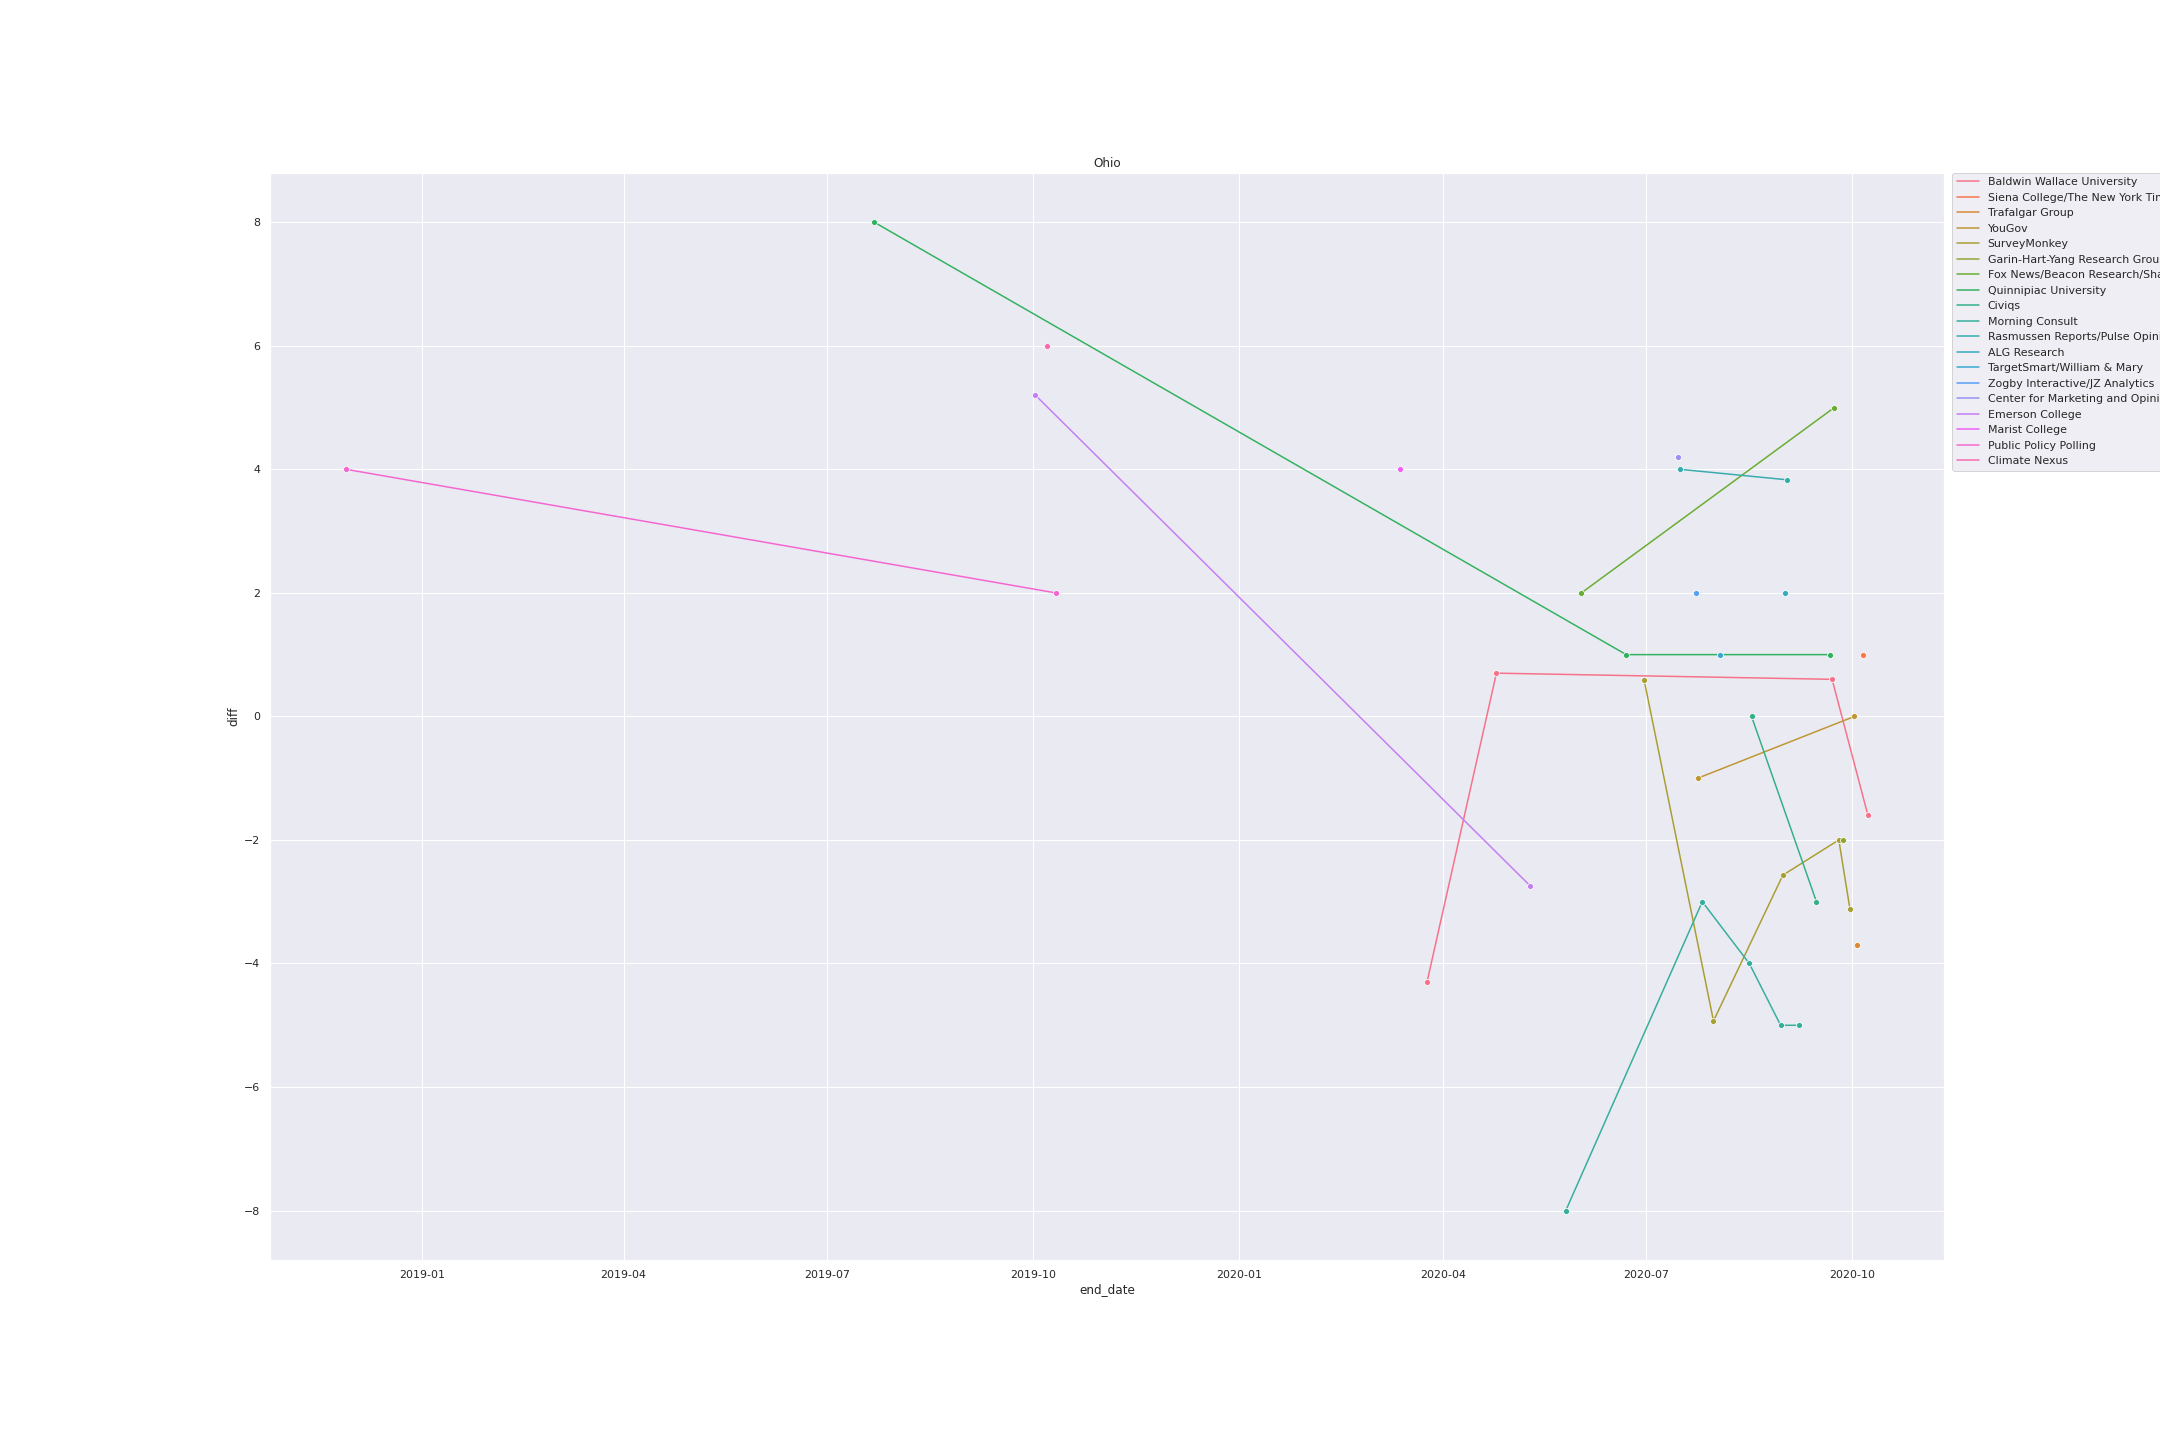 Ohio
8
6
4
2
0
−2
−4
−6
−8
diff
2019-01 2019-04 2019-07 2019-10 2020-01 2020-04 2020-07 2020-10
end_date
Baldwin Wallace University
Siena College/The New York Tim
Trafalgar Group
YouGov
SurveyMonkey
Garin-Hart-Yang Research Grou
Fox News/Beacon Research/Sha
Quinnipiac University
Civiqs
Morning Consult
Rasmussen Reports/Pulse Opini
ALG Research
TargetSmart/William & Mary
Zogby Interactive/JZ Analytics
Center for Marketing and Opini
Emerson College
Marist College
Public Policy Polling
Climate Nexus